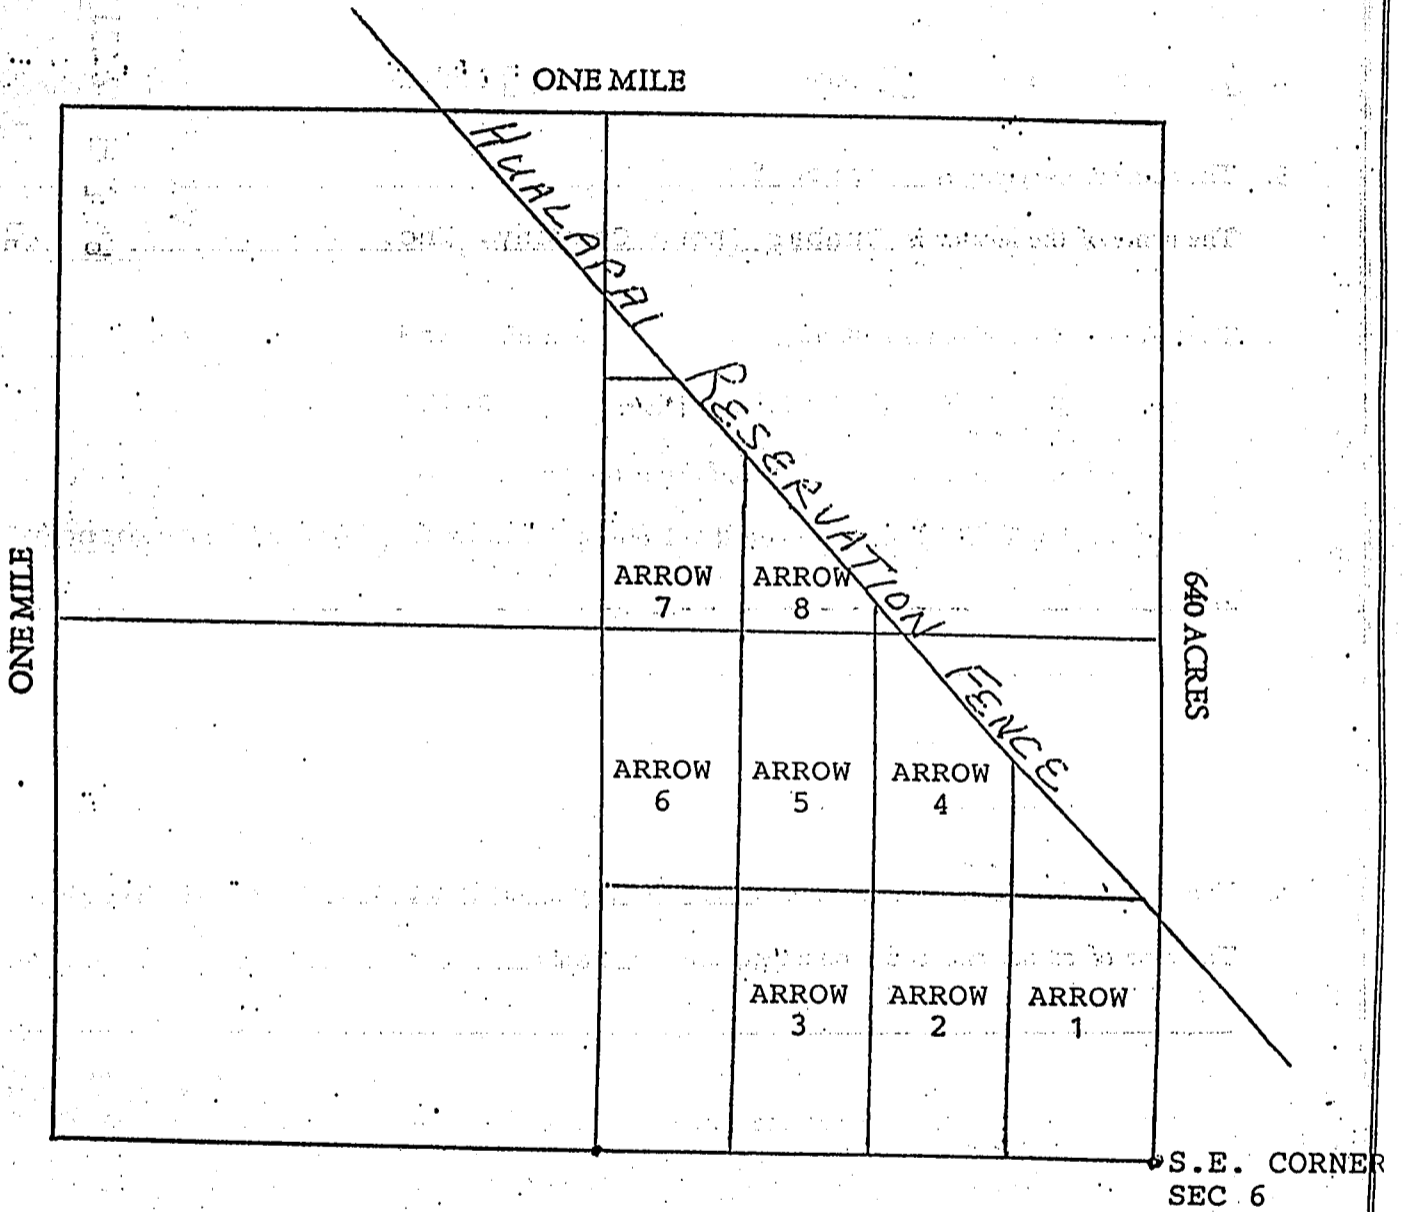 ONE MILE
HUALAPAI RESERVATION FENCE
ONE MILE
640 ACRES
ARROW
7
ARROW
8
ARROW
6
ARROW
5
ARROW
4
ARROW
3
ARROW
2
ARROW
1
S.E. CORNER
SEC 6